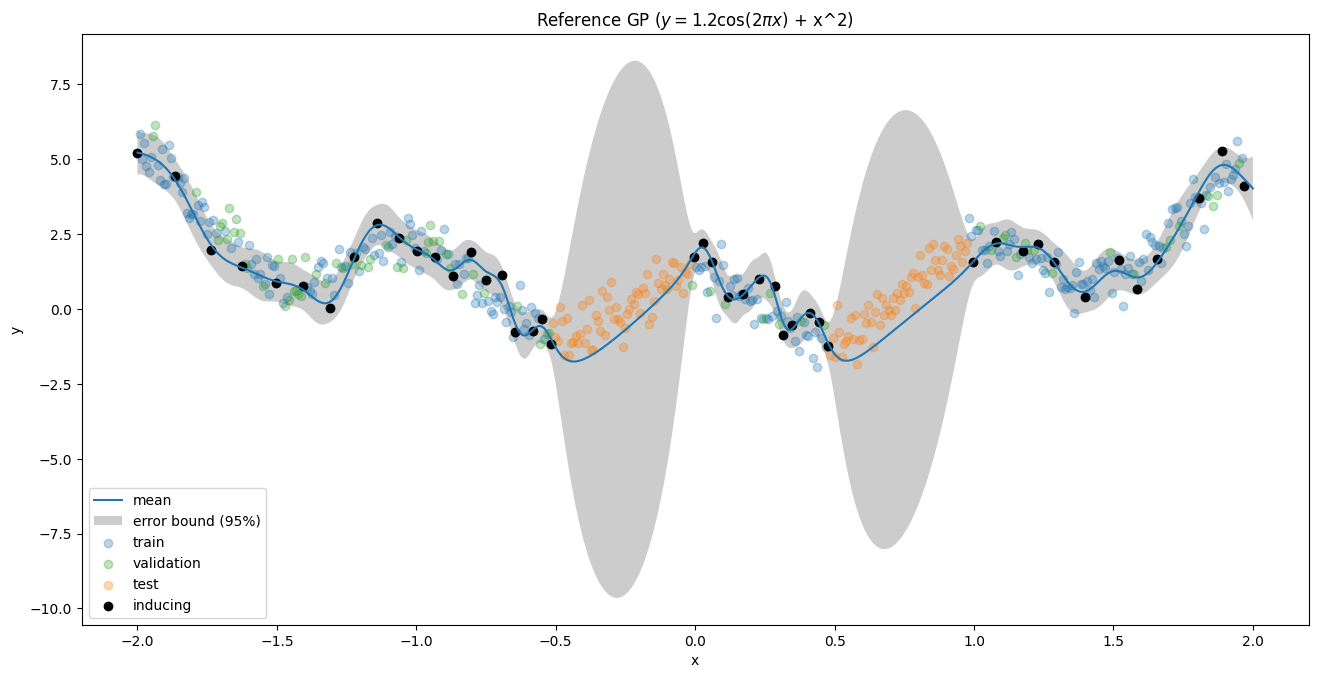 Reference GP (y = 1.2cos(2πx) + x^2)
y
7.5
5.0
2.5
0.0
−2.5
−5.0
−7.5
−10.0
mean
error bound (95%)
train
validation
test
inducing
−2.0 −1.5 −1.0 −0.5 0.0 0.5 1.0 1.5 2.0
x